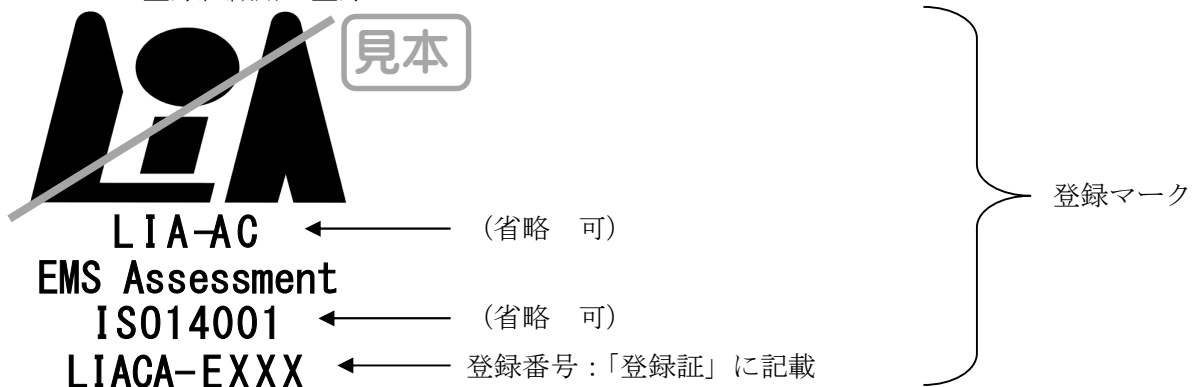 LiA
見本
登録マーク
LIA-AC
(省略 可)
EMS Assessment
ISO14001
(省略 可)
LIACA-EXXX
登録番号：「登録証」に記載